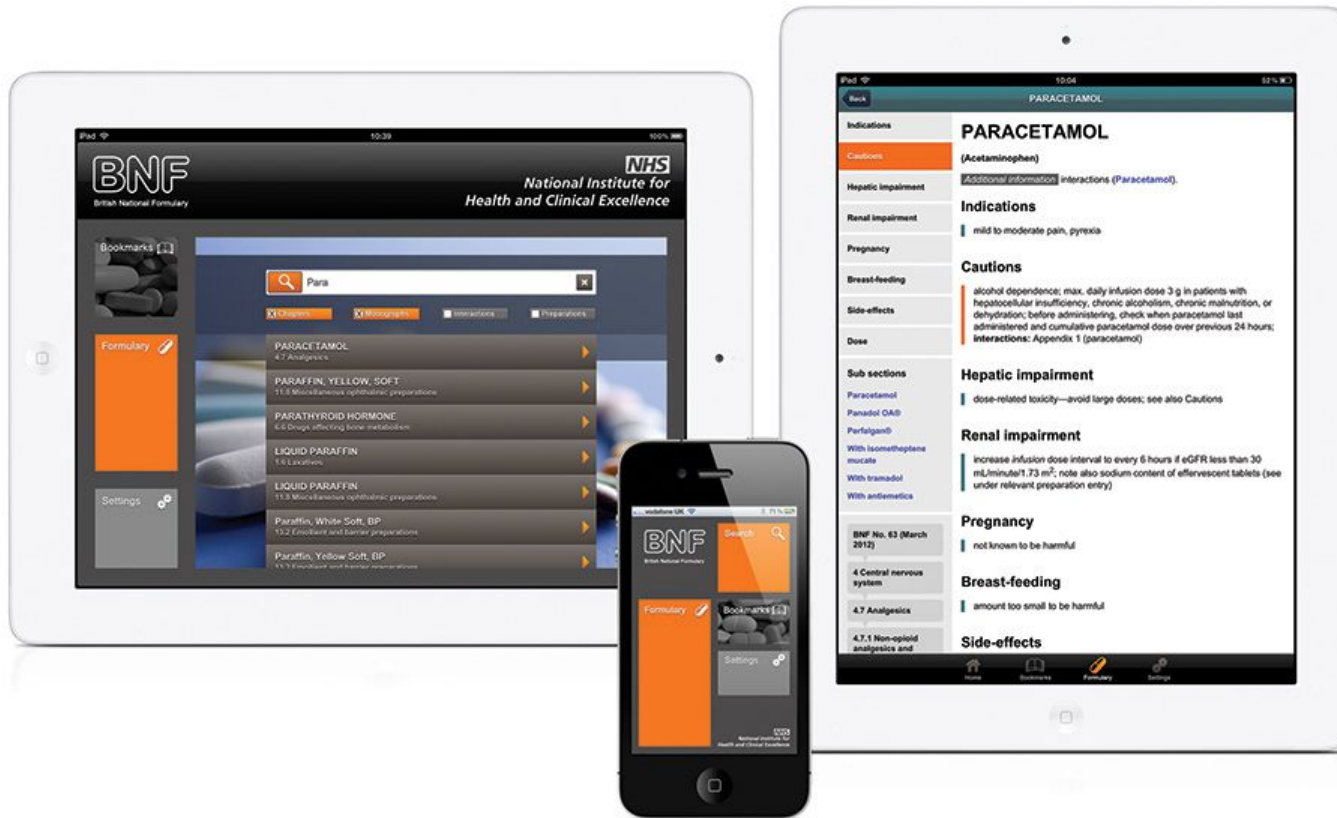 iPad
10:39
100%
BNF
British National Formulary
NHS
National Institute for
Health and Clinical Excellence
Bookmarks
Formulary
Settings
Para
Chapters
Monographs
Interactions
Preparations
PARACETAMOL
4.7 Analgesics
PARAFFIN, YELLOW, SOFT
11.8 Miscellaneous ophthalmic preparations
PARATHYROID HORMONE
6.6 Drugs affecting bone metabolism
LIQUID PARAFFIN
1.6 Laxatives
LIQUID PARAFFIN
11.8 Miscellaneous ophthalmic preparations
Paraffin, White Soft, BP
13.2 Emollient and barrier preparations
Paraffin, Yellow Soft, BP
13.2 Emollient and barrier preparations
vodafone UK
BNF
British National Formulary
Search
Formulary
Bookmarks
Settings
NHS
National Institute for
Health and Clinical Excellence
iPad
10:04
52%
Back
PARACETAMOL
Indications
Cautions
Hepatic impairment
Renal impairment
Pregnancy
Breast-feeding
Side-effects
Dose
Sub sections
Paracetamol
Panadol OA®
Perfalgan®
With isometheptene
mucate
With tramadol
With antiemetics
BNF No. 63 (March
2012)
4 Central nervous
system
4.7 Analgesics
4.7.1 Non-opioid
analgesics and
PARACETAMOL
(Acetaminophen)
Additional information interactions (Paracetamol).
Indications
mild to moderate pain, pyrexia
Cautions
alcohol dependence; max. daily infusion dose 3 g in patients with
hepatocellular insufficiency, chronic alcoholism, chronic malnutrition, or
dehydration; before administering, check when paracetamol last
administered and cumulative paracetamol dose over previous 24 hours;
interactions: Appendix 1 (paracetamol)
Hepatic impairment
dose-related toxicity—avoid large doses; see also Cautions
Renal impairment
increase infusion dose interval to every 6 hours if eGFR less than 30
mL/minute/1.73 m²; note also sodium content of effervescent tablets (see
under relevant preparation entry)
Pregnancy
not known to be harmful
Breast-feeding
amount too small to be harmful
Side-effects
Home
Bookmarks
Formulary
Settings